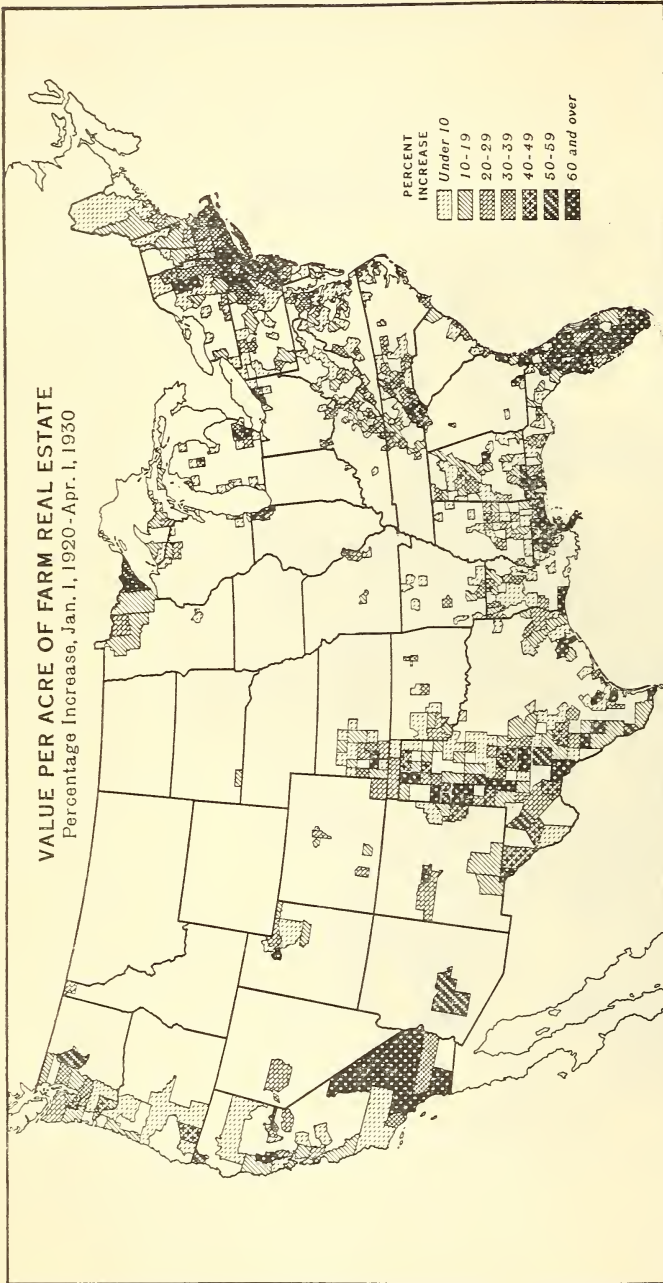 VALUE PER ACRE OF FARM REAL ESTATE
Percentage Increase, Jan. 1, 1920-Apr. 1, 1930
PERCENT
INCREASE
Under 10
10-19
20-29
30-39
40-49
50-59
60 and over